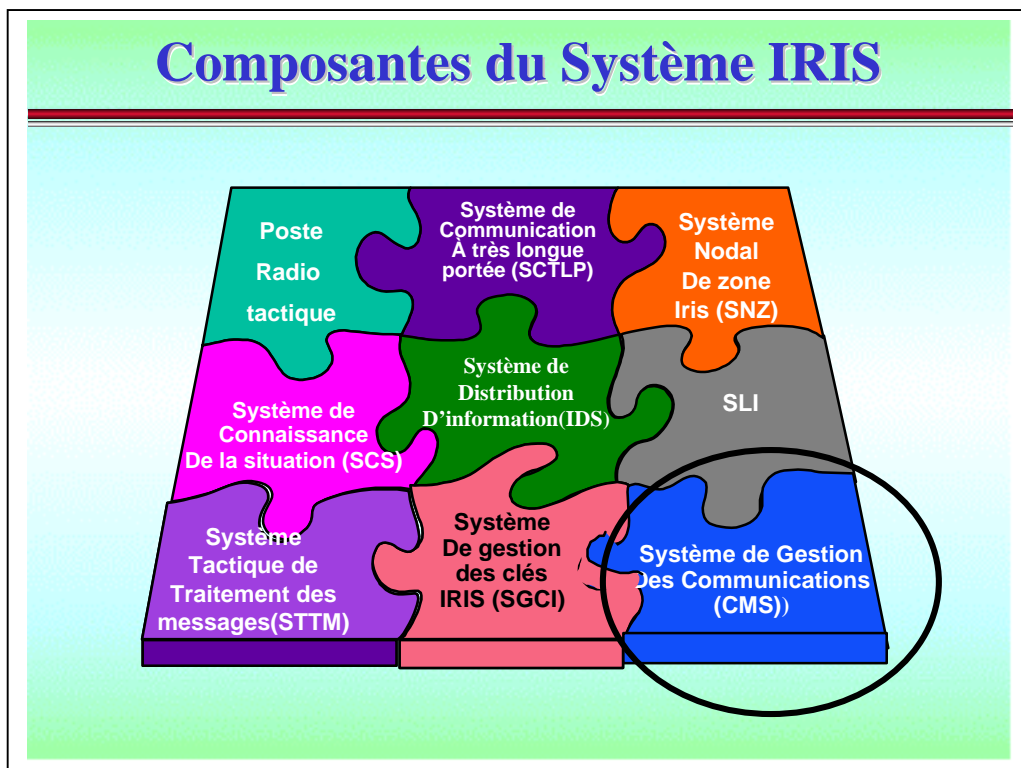 Composantes du Système IRIS
Poste
Radio
tactique
Système de
Communication
À très longue
portée (SCTLP)
Système
Nodal
De zone
Iris (SNZ)
Système de
Connaissance
De la situation (SCS)
Système de
Distribution
D'information(IDS)
SLI
Système
Tactique de
Traitement des
messages(STTM)
Système
De gestion
des clés
IRIS (SGCI)
Système de Gestion
Des Communications
(CMS))